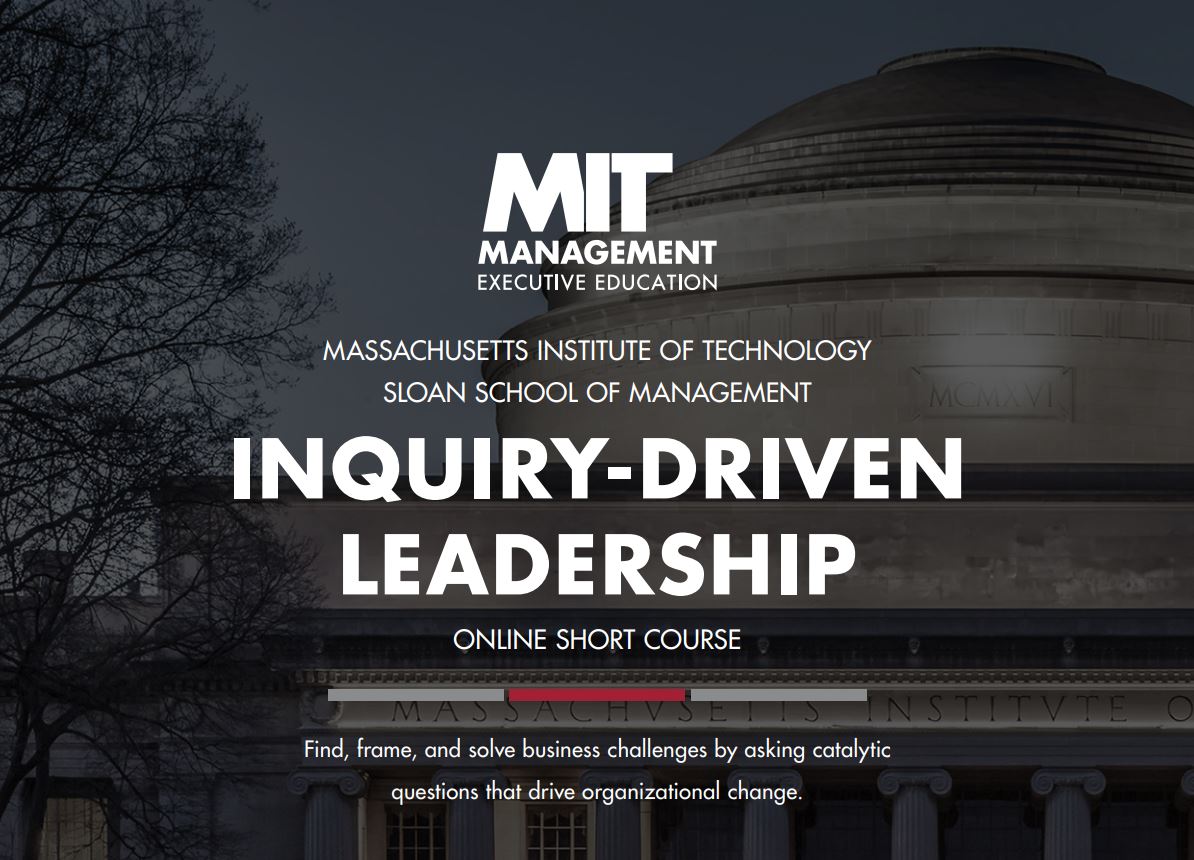 MIT
MANAGEMENT
EXECUTIVE EDUCATION
MASSACHUSETTS INSTITUTE OF TECHNOLOGY
SLOAN SCHOOL OF MANAGEMENT
MCMXVI
INQUIRY-DRIVEN
LEADERSHIP
ONLINE SHORT COURSE
MASSACHVSETTS INSTITVTE O
Find, frame, and solve business challenges by asking catalytic
questions that drive organizational change.